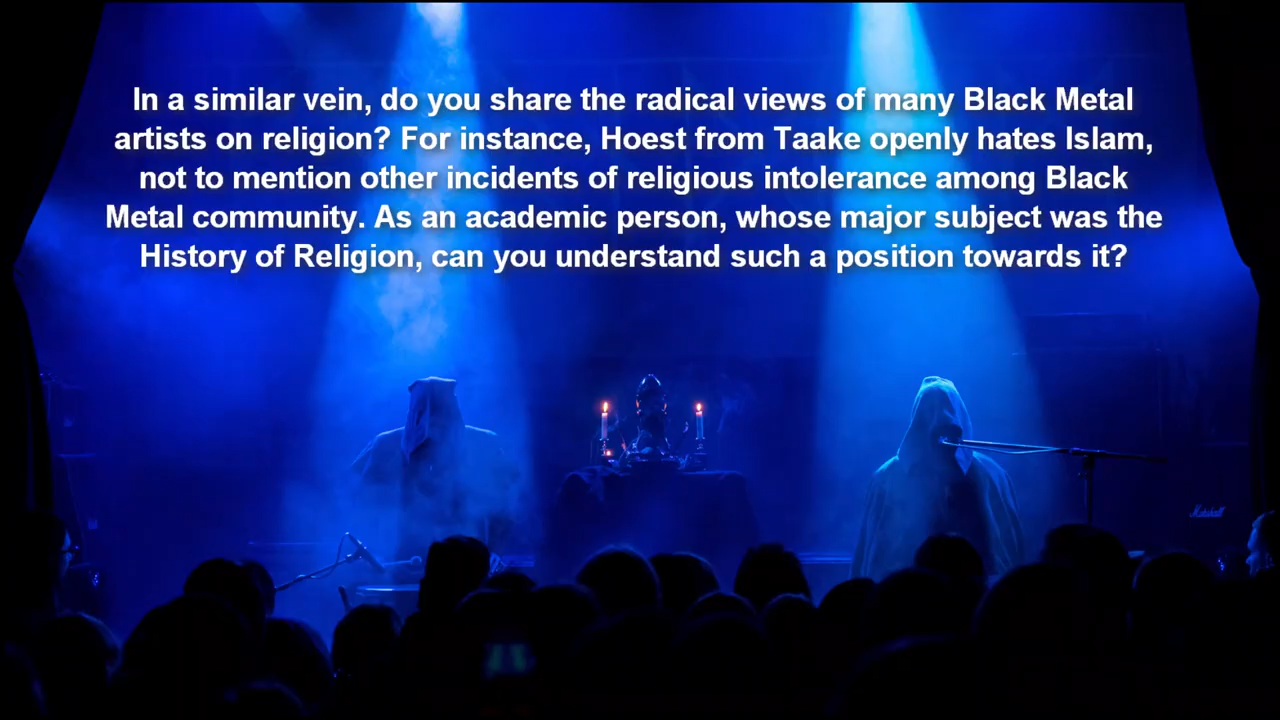 In a similar vein, do you share the radical views of many Black Metal
artists on religion? For instance, Hoest from Taake openly hates Islam,
not to mention other incidents of religious intolerance among Black
Metal community. As an academic person, whose major subject was the
History of Religion, can you understand such a position towards it?
Marshall